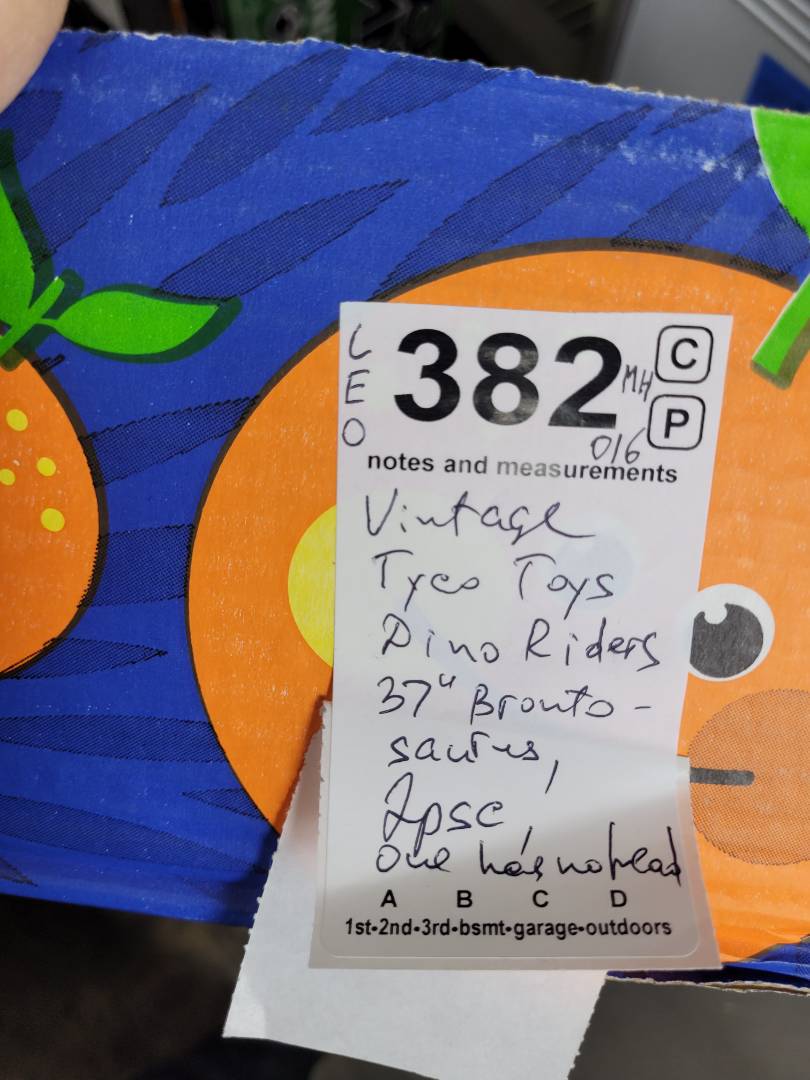 LEO
382
MH
C
016
P
notes and measurements
Vintage
Tyco Toys
Dino Riders
37" Bronto -
saurus,
2psc,
one has no head
A B C D
1st•2nd•3rd•bsmt•garage•outdoors